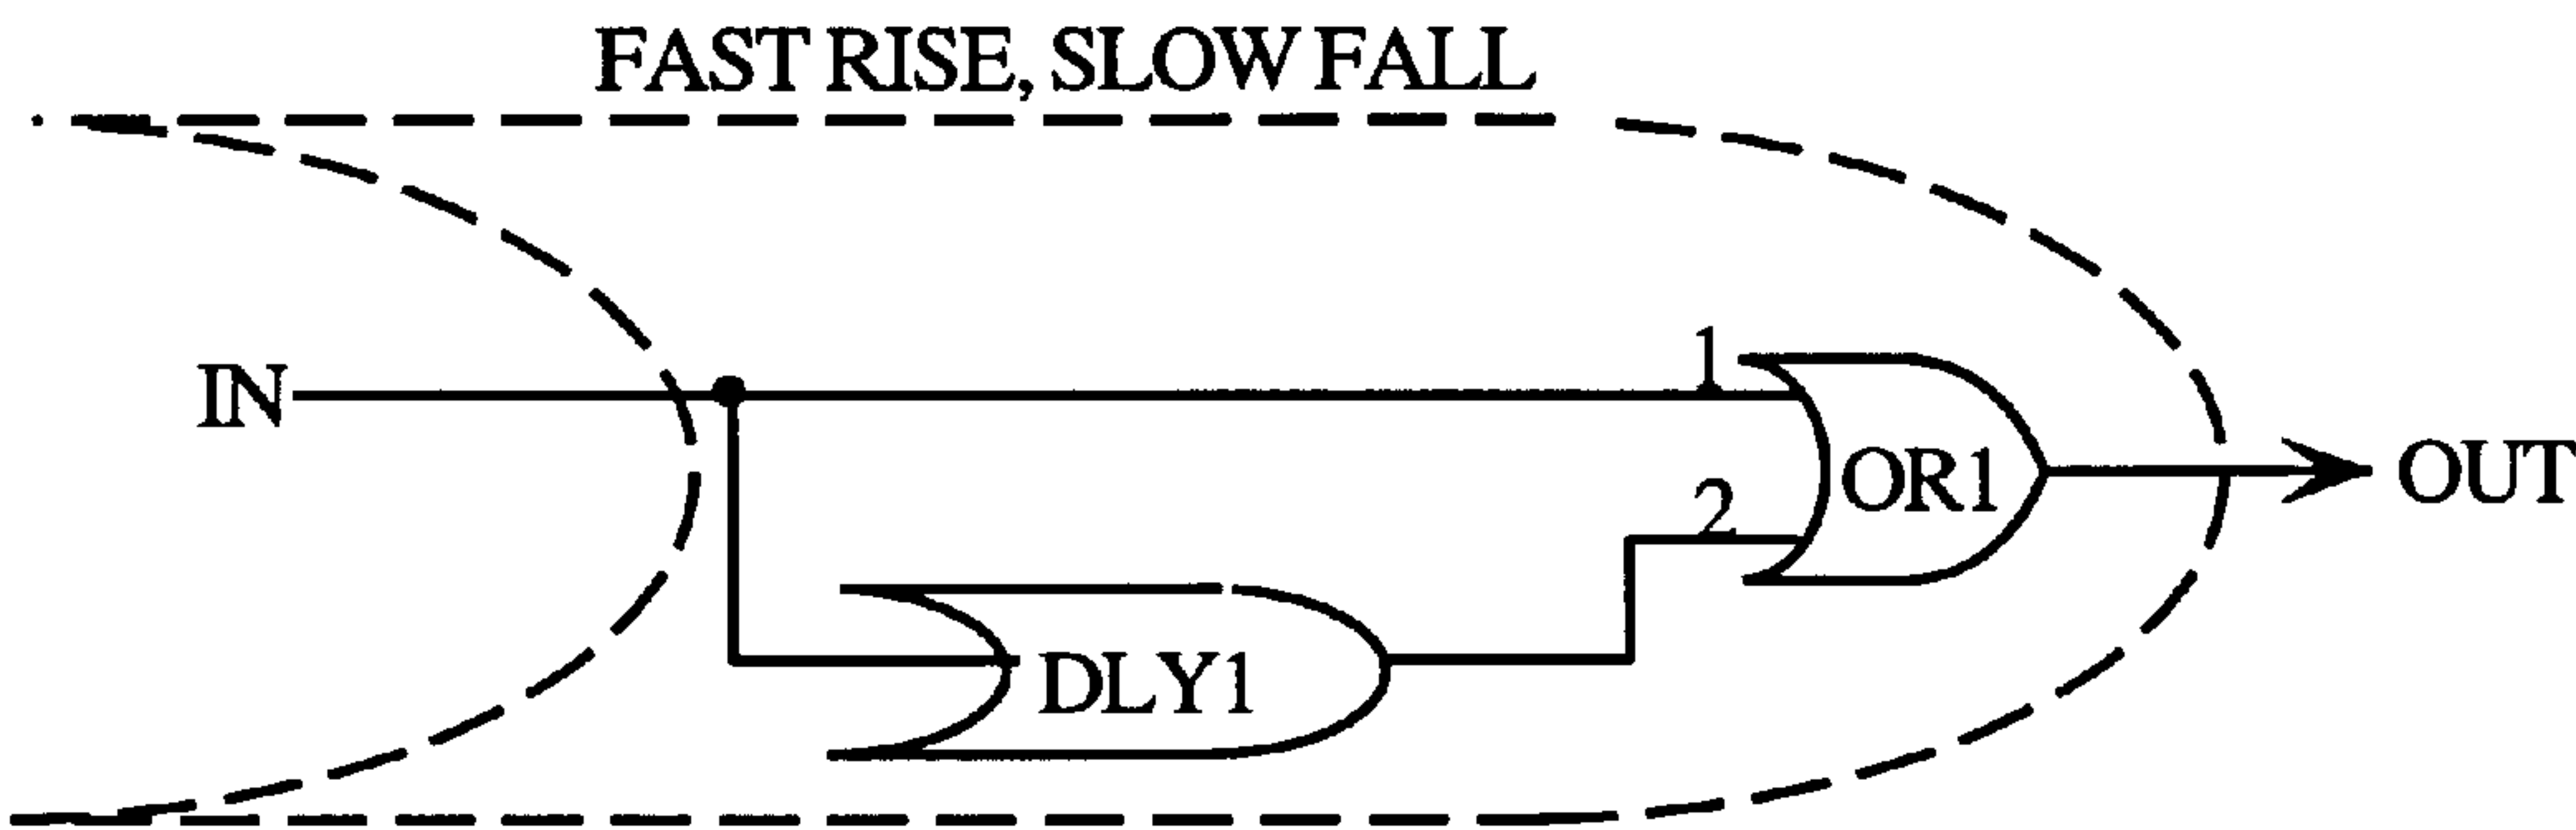 FAST RISE, SLOW FALL
1
IN
OR1
OUT
2
DLY1